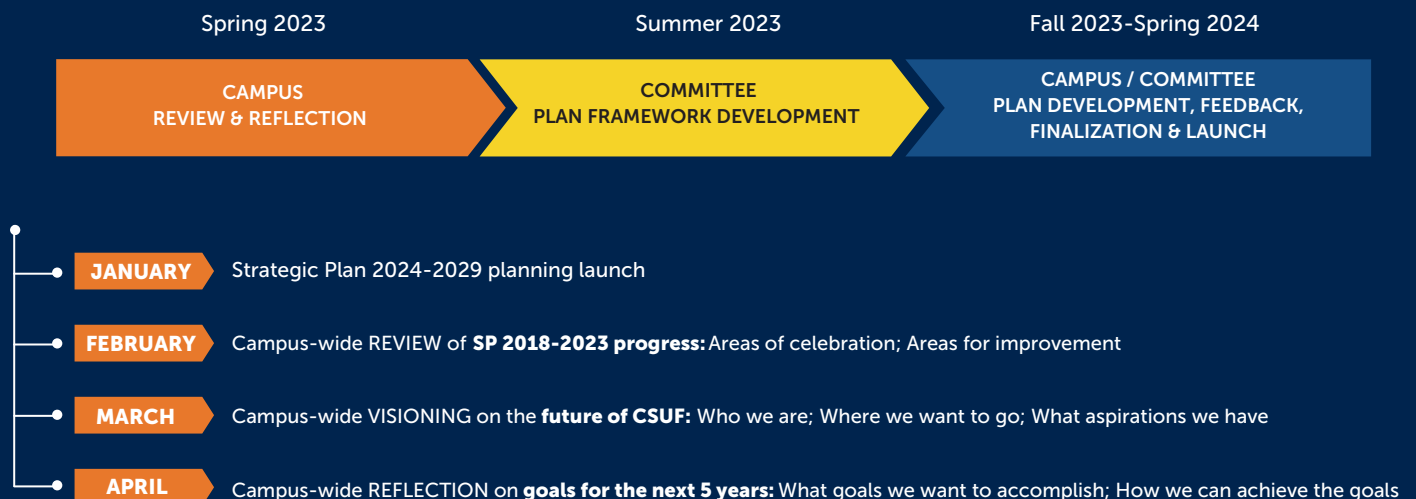 Spring 2023
Summer 2023
Fall 2023-Spring 2024
CAMPUS
REVIEW & REFLECTION
COMMITTEE
PLAN FRAMEWORK DEVELOPMENT
CAMPUS / COMMITTEE
PLAN DEVELOPMENT, FEEDBACK,
FINALIZATION & LAUNCH
JANUARY Strategic Plan 2024-2029 planning launch
FEBRUARY Campus-wide REVIEW of SP 2018-2023 progress: Areas of celebration; Areas for improvement
MARCH Campus-wide VISIONING on the future of CSUF: Who we are; Where we want to go; What aspirations we have
APRIL Campus-wide REFLECTION on goals for the next 5 years: What goals we want to accomplish; How we can achieve the goals